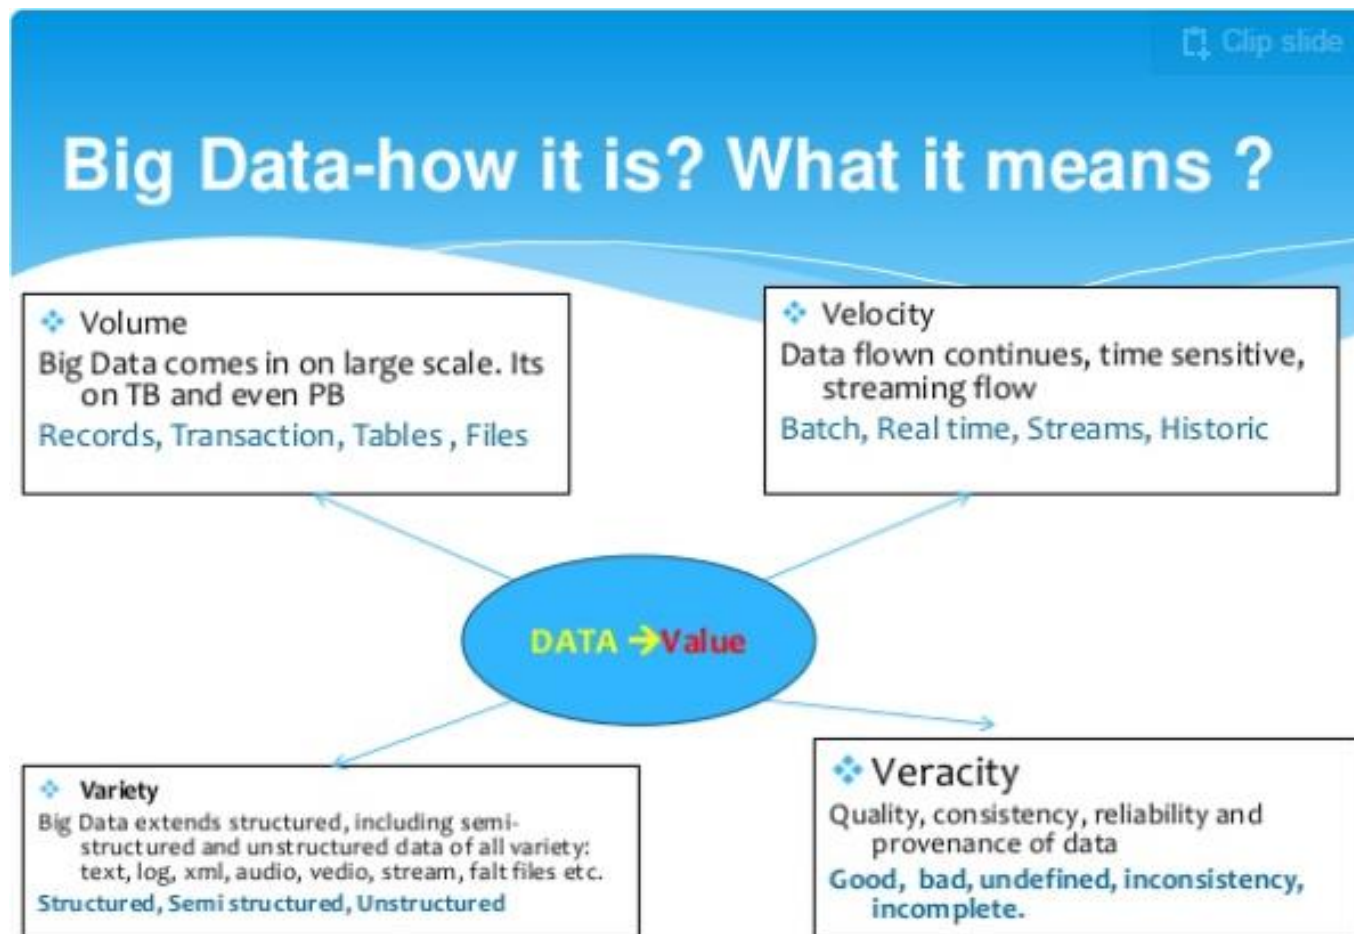 Clip slide
Big Data-how it is? What it means ?
Volume
Big Data comes in on large scale. Its
on TB and even PB
Records, Transaction, Tables , Files
Velocity
Data flown continues, time sensitive,
streaming flow
Batch, Real time, Streams, Historic
DATA →Value
Variety
Big Data extends structured, including semi-
structured and unstructured data of all variety:
text, log, xml, audio, vedio, stream, falt files etc.
Structured, Semi structured, Unstructured
Veracity
Quality, consistency, reliability and
provenance of data
Good, bad, undefined, inconsistency,
incomplete.